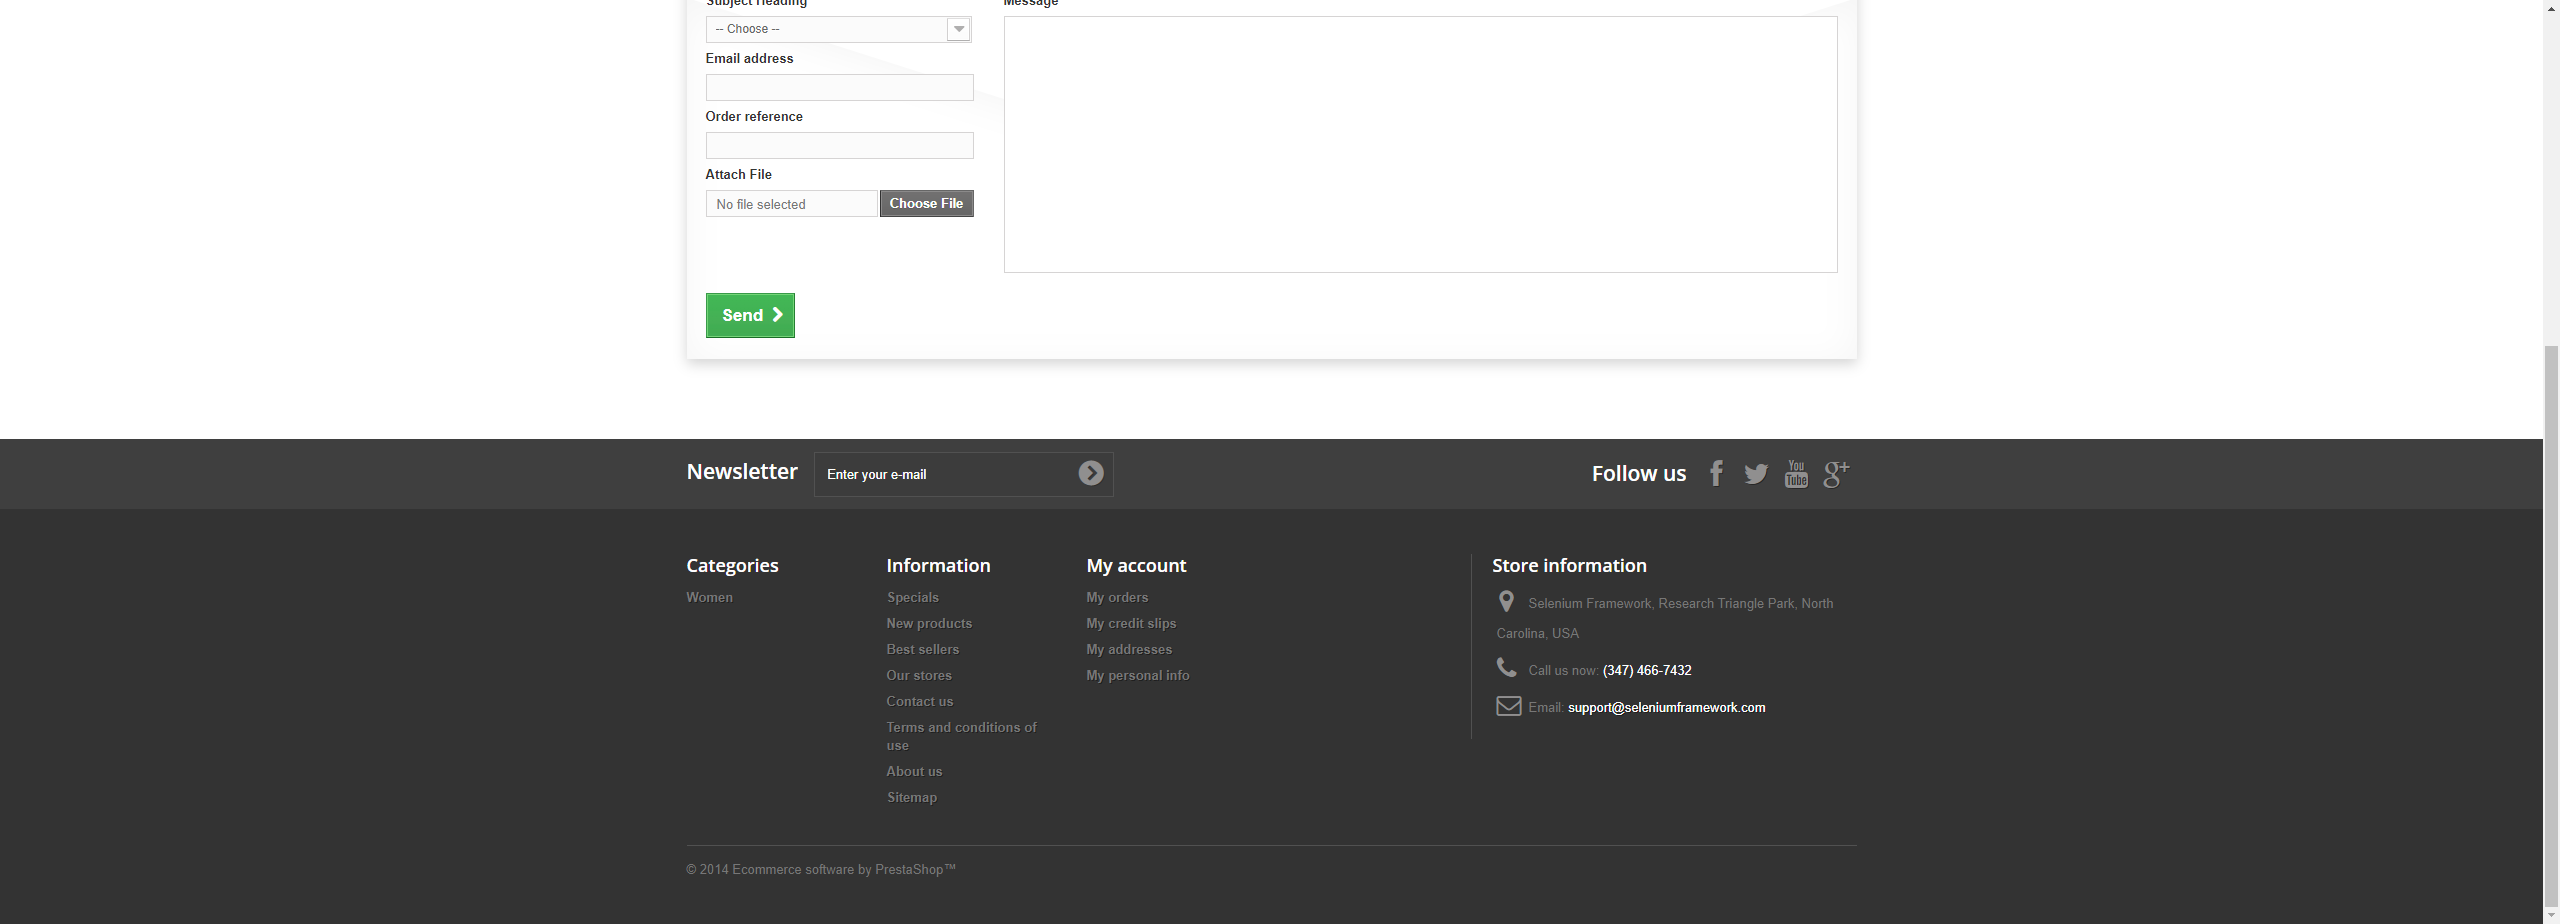 Subject Heading
-- Choose --
Email address
Order reference
Attach File
No file selected
Choose File
Message
Send
Newsletter
Enter your e-mail
Follow us
You
Tube
g+
Categories
Women
Information
Specials
New products
Best sellers
Our stores
Contact us
Terms and conditions of
use
About us
Sitemap
My account
My orders
My credit slips
My addresses
My personal info
Store information
Selenium Framework, Research Triangle Park, North
Carolina, USA
Call us now: (347) 466-7432
Email: support@seleniumframework.com
© 2014 Ecommerce software by PrestaShop™